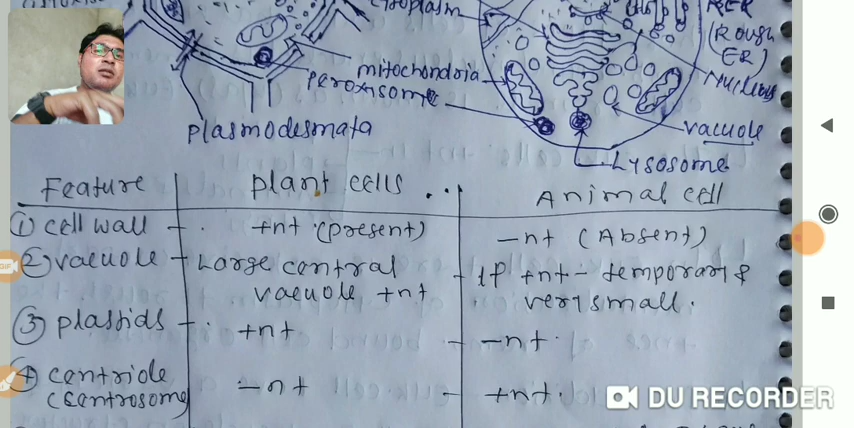 cytoplasm
RER
(Rough
ER)
Nucleus
mitochondria
peroxisome
vacuole
plasmodesmata
Lysosome
Feature plant cells ... Animal cell
① cell wall - +nt (present) -nt (Absent)
② vacuole - Large central vacuole +nt - If +nt - temporary & very small.
③ plastids - +nt - -nt.
④ centriole (centrosome) -nt - +nt.
GIF
DU RECORDER